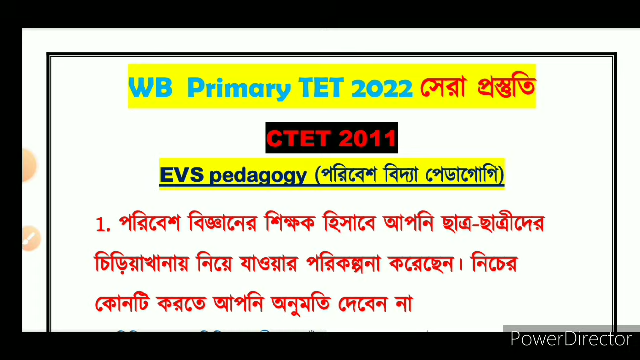 WB Primary TET 2022 সেরা প্রস্তুতি
CTET 2011
EVS pedagogy (পরিবেশ বিদ্যা পেডাগোগি)
1. পরিবেশ বিজ্ঞানের শিক্ষক হিসাবে আপনি ছাত্র-ছাত্রীদের
চিড়িয়াখানায় নিয়ে যাওয়ার পরিকল্পনা করেছেন। নিচের
কোনটি করতে আপনি অনুমতি দেবেন না
PowerDirector